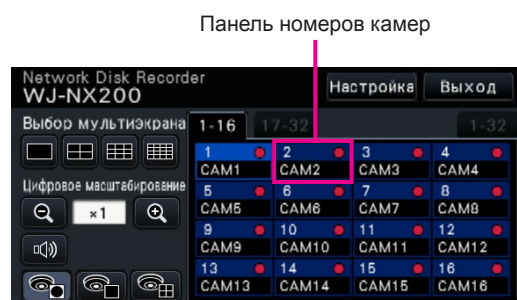 Панель номеров камер
Network Disk Recorder
WJ-NX200
Настройка
Выход
Выбор мультиэкрана
1-16
17-32
1-32
1 2 3 4
CAM1 CAM2 CAM3 CAM4
Цифровое масштабирование
5 6 7 8
CAM5 CAM6 CAM7 CAM8
×1
9 10 11 12
CAM9 CAM10 CAM11 CAM12
13 14 15 16
CAM13 CAM14 CAM15 CAM16